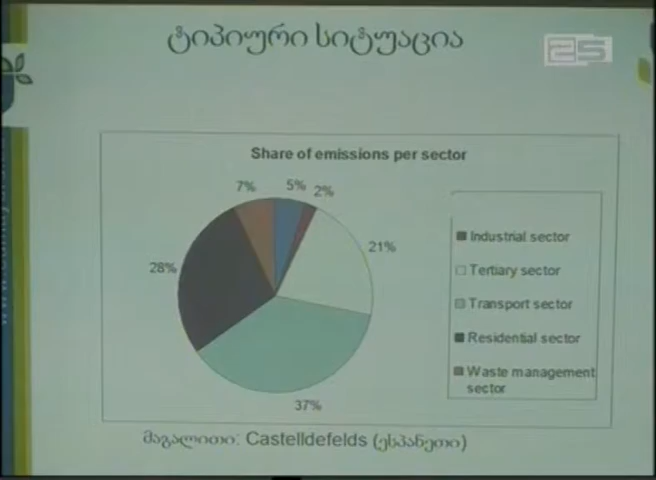 ტიპიური სიტუაცია
25
Share of emissions per sector
7%
5%
2%
21%
28%
37%
Industrial sector
Tertiary sector
Transport sector
Residential sector
Waste management
sector
მაგალითი: Castelldefelds (ესპანეთი)